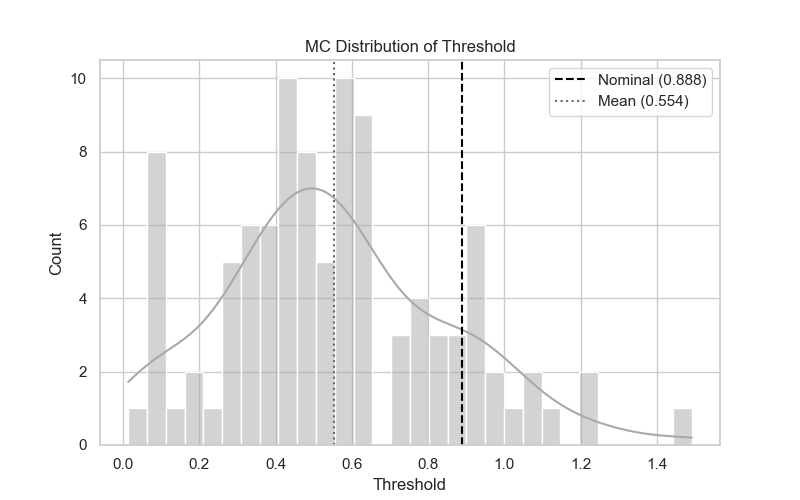 MC Distribution of Threshold
Nominal (0.888)
Mean (0.554)
Count
10
8
6
4
2
0
0.0 0.2 0.4 0.6 0.8 1.0 1.2 1.4
Threshold